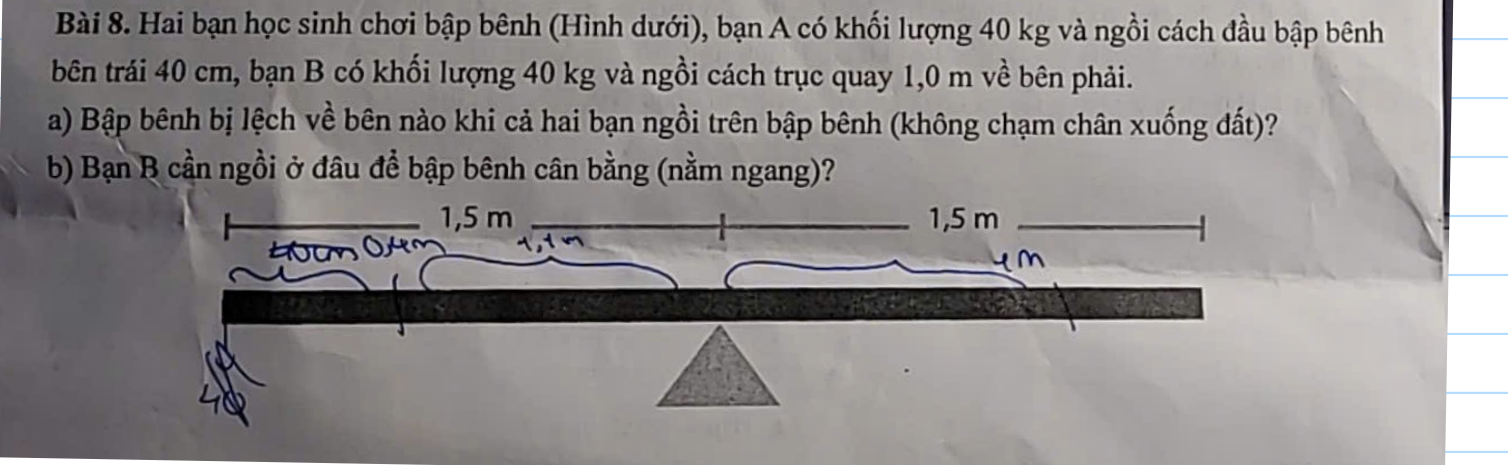 Bài 8. Hai bạn học sinh chơi bập bênh (Hình dưới), bạn A có khối lượng 40 kg và ngồi cách đầu bập bênh
bên trái 40 cm, bạn B có khối lượng 40 kg và ngồi cách trục quay 1,0 m về bên phải.
a) Bập bênh bị lệch về bên nào khi cả hai bạn ngồi trên bập bênh (không chạm chân xuống đất)?
b) Bạn B cần ngồi ở đâu để bập bênh cân bằng (nằm ngang)?
1,5 m 1,5 m
0,4m 1,1m 1m